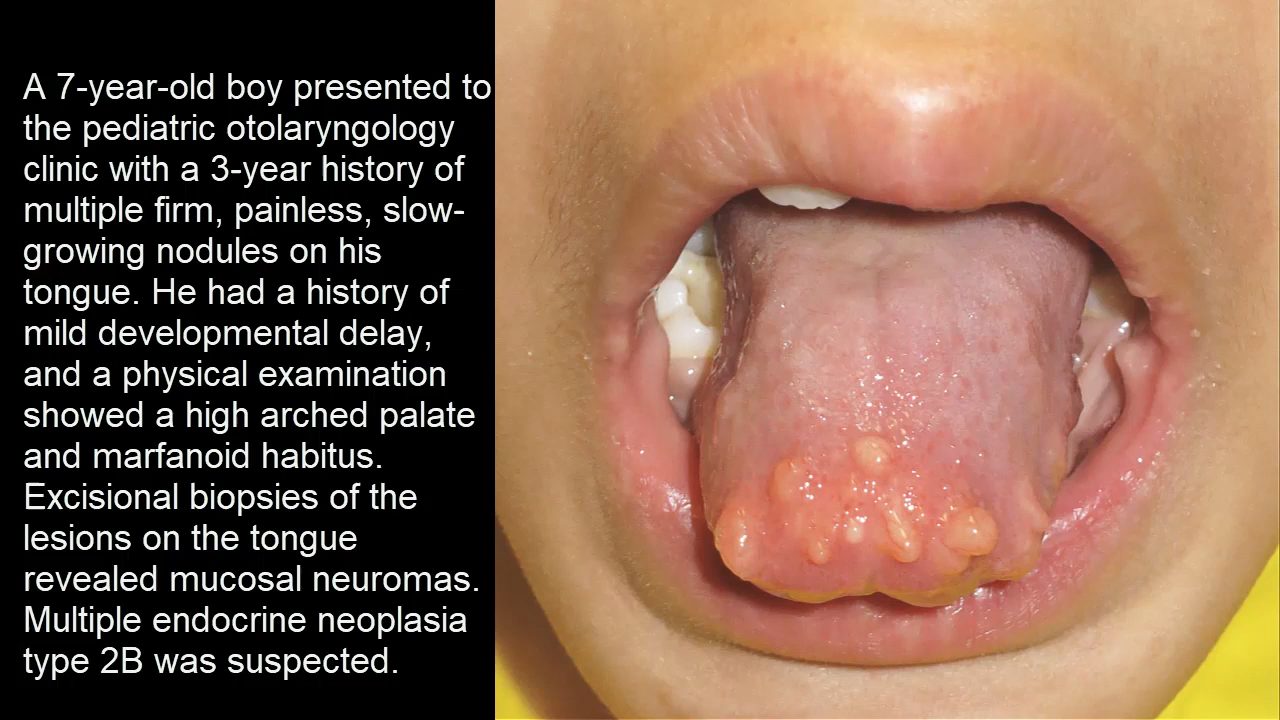 A 7-year-old boy presented to
the pediatric otolaryngology
clinic with a 3-year history of
multiple firm, painless, slow-
growing nodules on his
tongue. He had a history of
mild developmental delay,
and a physical examination
showed a high arched palate
and marfanoid habitus.
Excisional biopsies of the
lesions on the tongue
revealed mucosal neuromas.
Multiple endocrine neoplasia
type 2B was suspected.